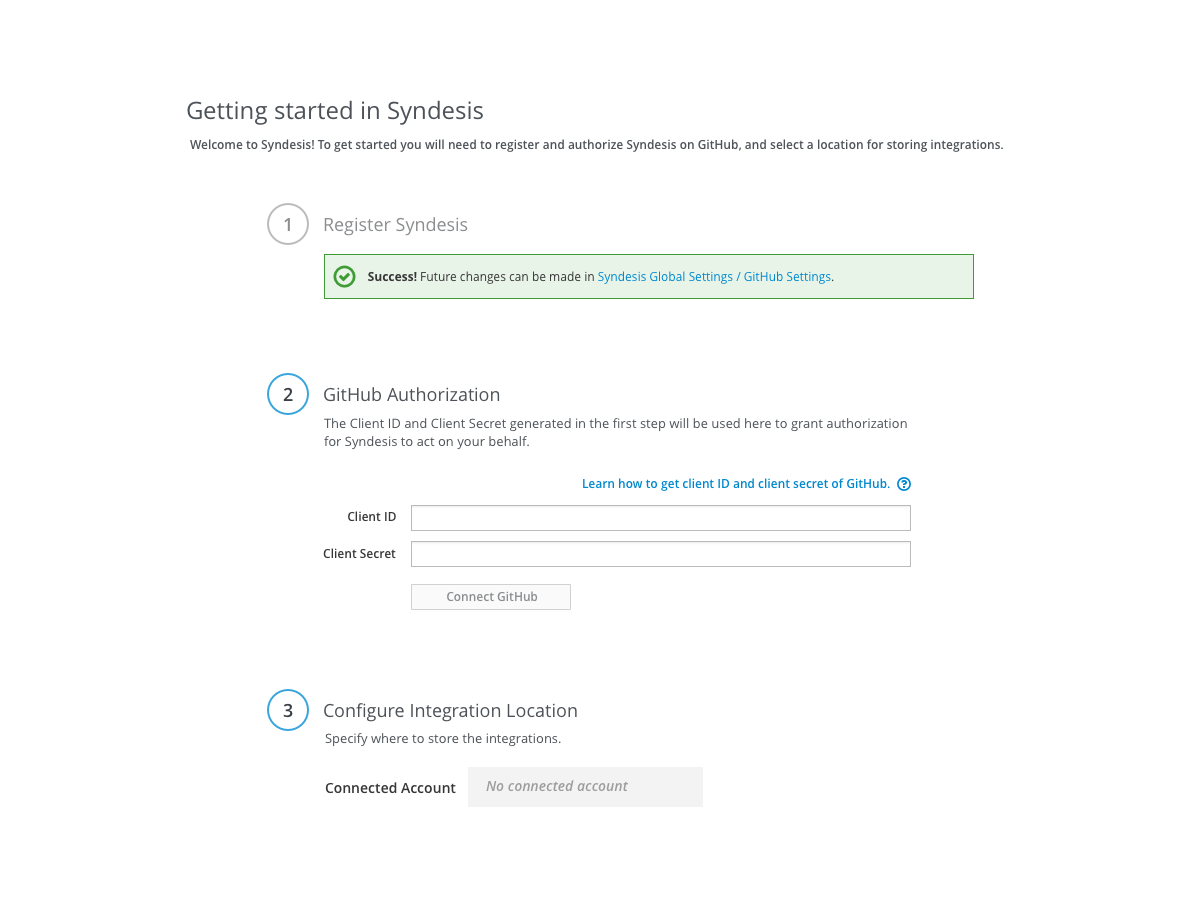 Getting started in Syndesis
Welcome to Syndesis! To get started you will need to register and authorize Syndesis on GitHub, and select a location for storing integrations.
1 Register Syndesis
Success! Future changes can be made in Syndesis Global Settings / GitHub Settings.
2 GitHub Authorization
The Client ID and Client Secret generated in the first step will be used here to grant authorization
for Syndesis to act on your behalf.
Learn how to get client ID and client secret of GitHub. ?
Client ID
Client Secret
Connect GitHub
3 Configure Integration Location
Specify where to store the integrations.
Connected Account No connected account